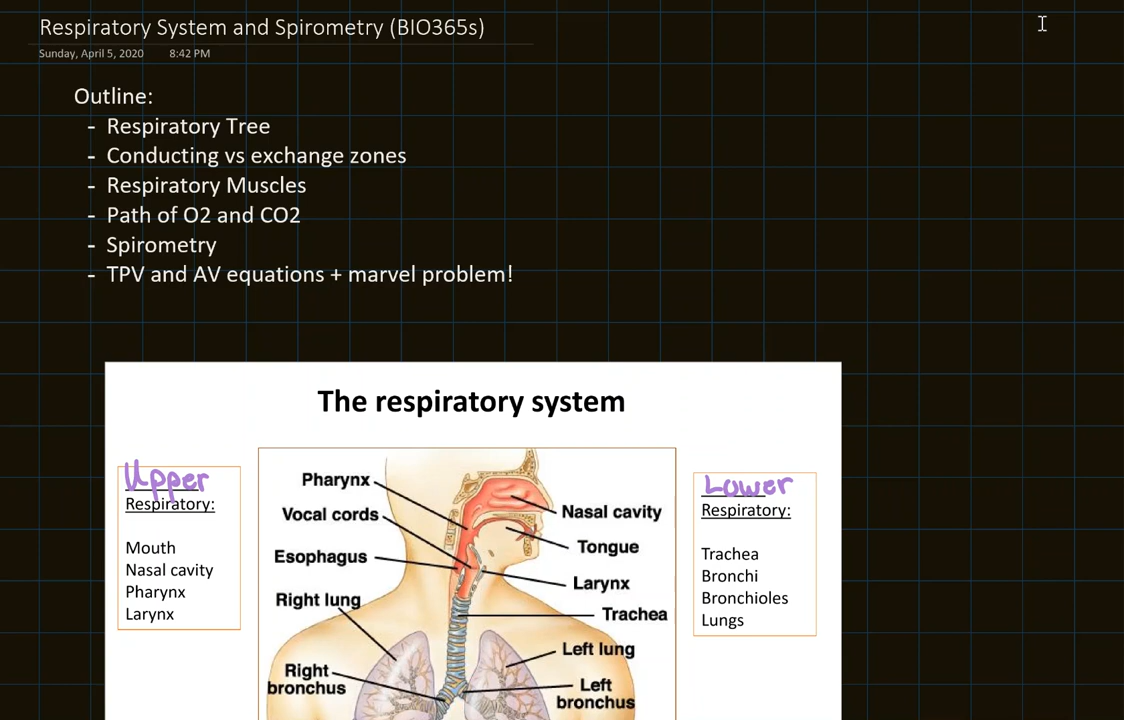 Respiratory System and Spirometry (BIO365s)
Sunday, April 5, 2020 8:42 PM
Outline:
- Respiratory Tree
- Conducting vs exchange zones
- Respiratory Muscles
- Path of O2 and CO2
- Spirometry
- TPV and AV equations + marvel problem!
The respiratory system
Upper
Respiratory:
Mouth
Nasal cavity
Pharynx
Larynx
Pharynx
Vocal cords
Esophagus
Right lung
Right
bronchus
Nasal cavity
Tongue
Larynx
Trachea
Left lung
Left
bronchus
Lower
Respiratory:
Trachea
Bronchi
Bronchioles
Lungs